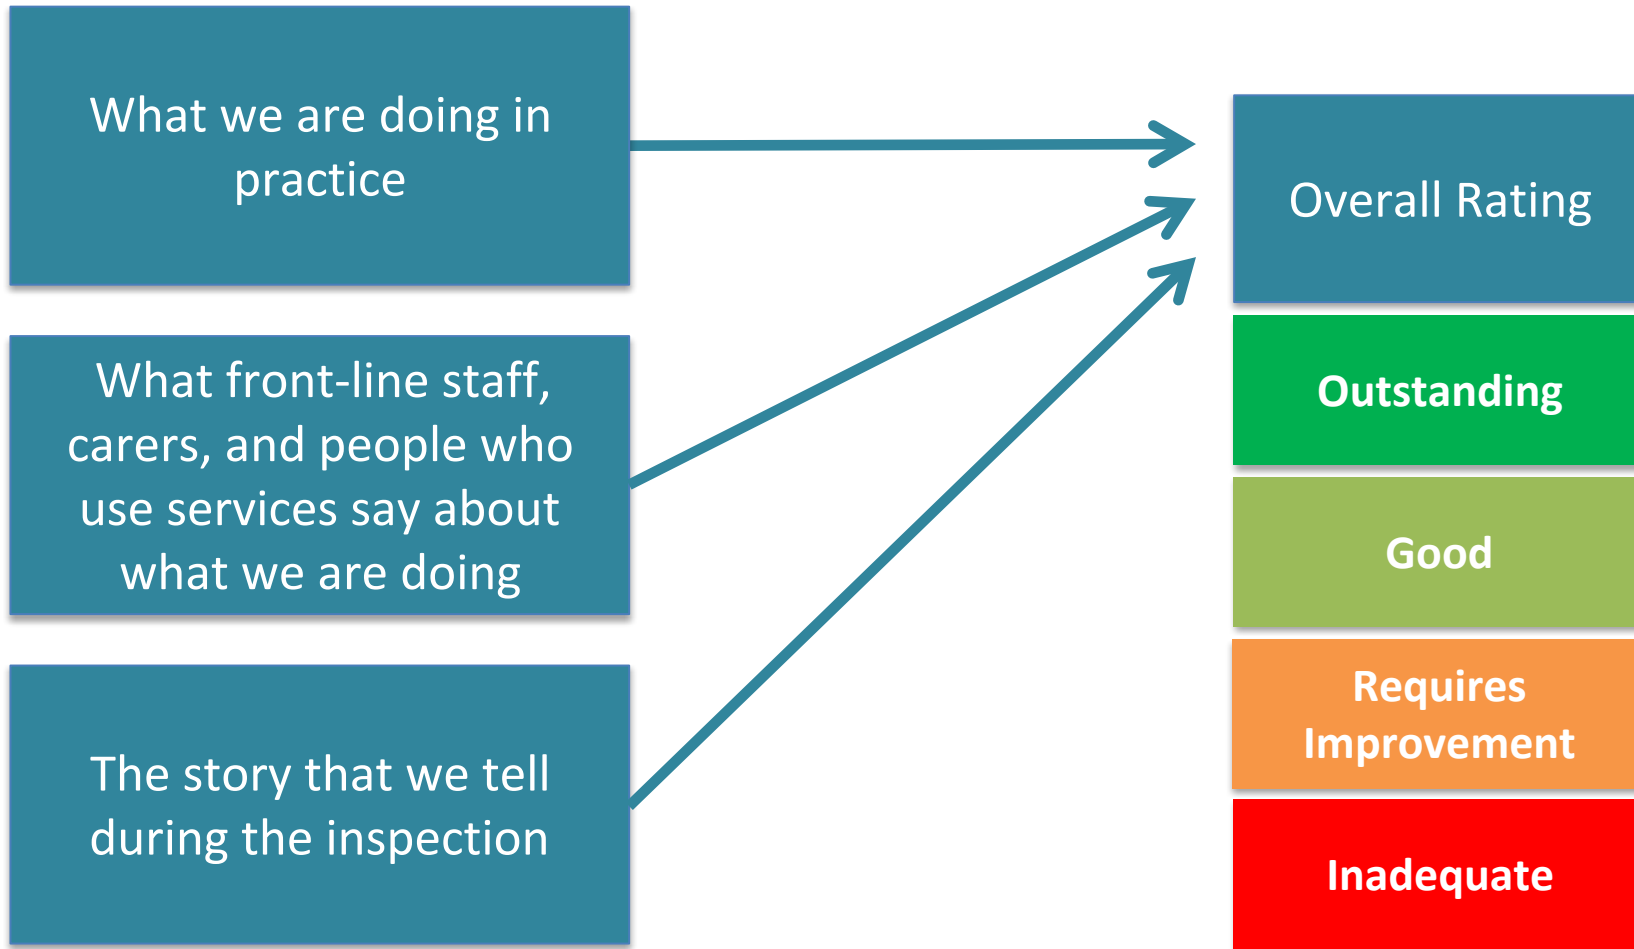 What we are doing in
practice
What front-line staff,
carers, and people who
use services say about
what we are doing
The story that we tell
during the inspection
Overall Rating
Outstanding
Good
Requires
Improvement
Inadequate